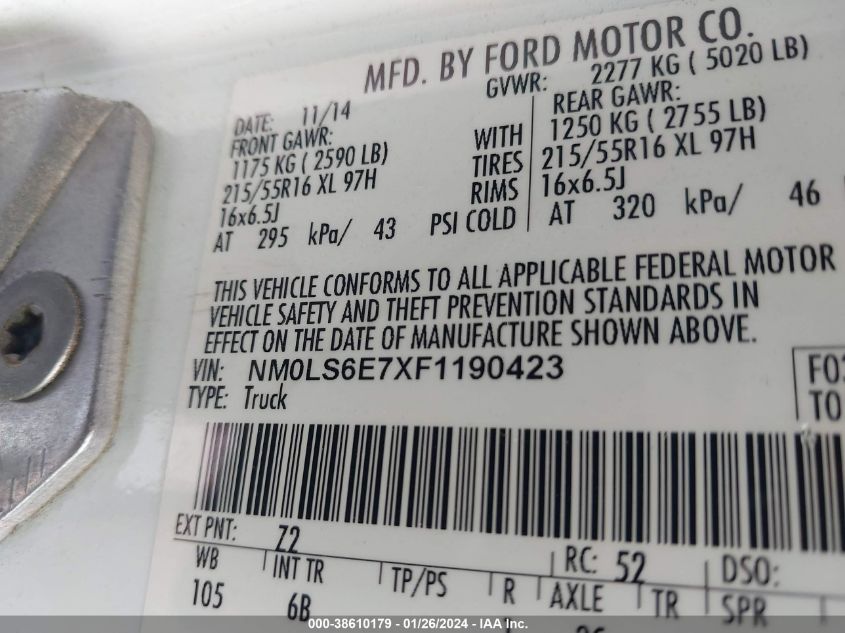 MFD. BY FORD MOTOR CO.
DATE: 11/14
GVWR: 2277 KG ( 5020 LB)
FRONT GAWR:
REAR GAWR:
1175 KG ( 2590 LB)
WITH
1250 KG ( 2755 LB)
215/55R16 XL 97H
TIRES
215/55R16 XL 97H
16x6.5J
RIMS
16x6.5J
AT 295 kPa/ 43 PSI COLD
AT 320 kPa/ 46
THIS VEHICLE CONFORMS TO ALL APPLICABLE FEDERAL MOTOR
VEHICLE SAFETY AND THEFT PREVENTION STANDARDS IN
EFFECT ON THE DATE OF MANUFACTURE SHOWN ABOVE.
VIN: NM0LS6E7XF1190423
TYPE: Truck
TO
EXT PNT: Z2
RC: 52
DSO:
WB
INT TR
TP/PS
R
AXLE
TR
SPR
105
6B
000-38610179 - 01/26/2024 - IAAI Inc.